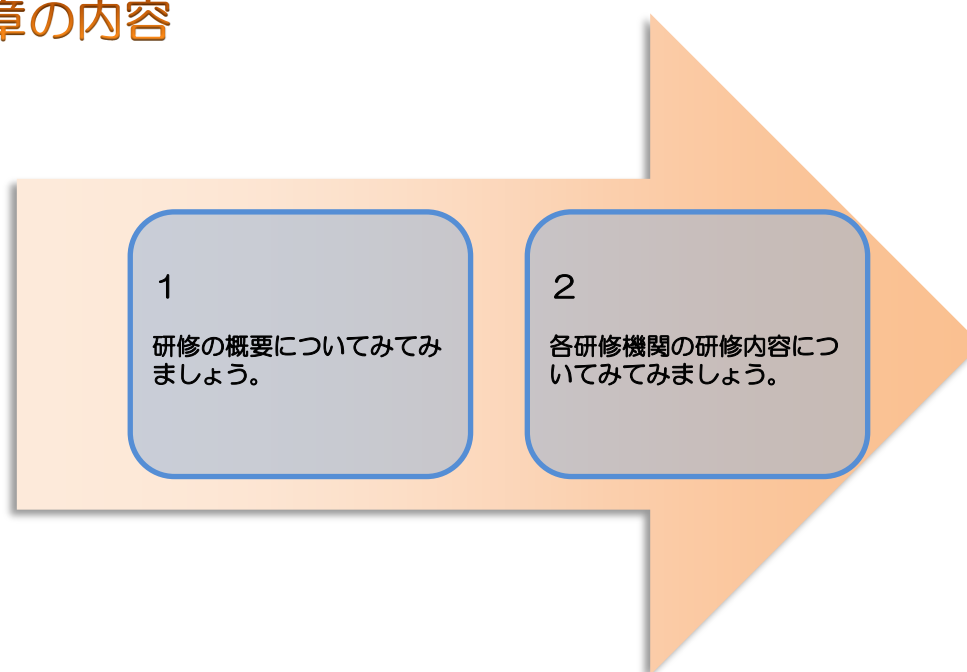 章の内容
1
研修の概要についてみてみ
ましょう。
2
各研修機関の研修内容につ
いてみてみましょう。